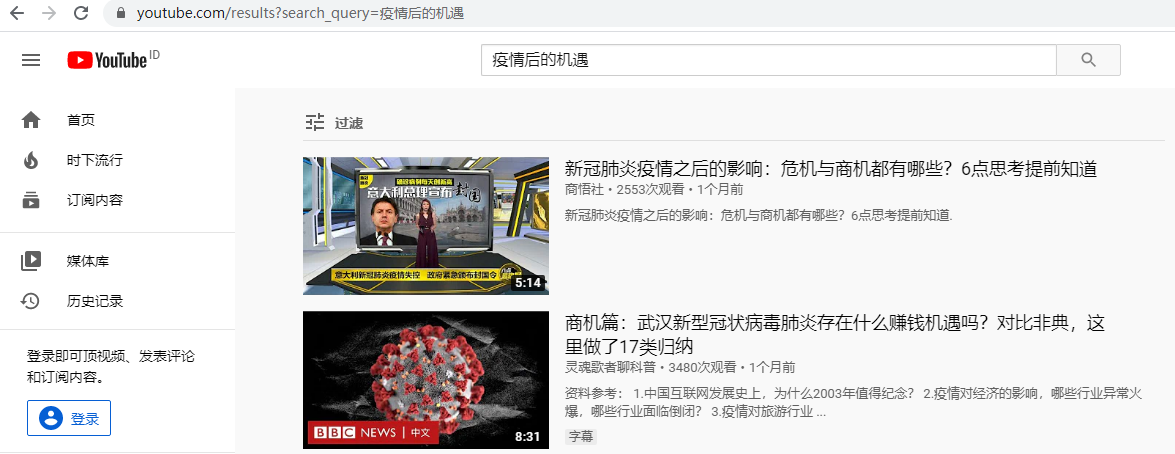 youtube.com/results?search_query=疫情后的机遇
YouTube ID
疫情后的机遇
首页
时下流行
订阅内容
媒体库
历史记录
登录即可顶视频、发表评论
和订阅内容。
登录
过滤
意大利总理宣布封国
意大利新冠肺炎疫情失控 政府紧急颁布封国令
5:14
新冠肺炎疫情之后的影响：危机与商机都有哪些？6点思考提前知道
商悟社 • 2553次观看 • 1个月前
新冠肺炎疫情之后的影响：危机与商机都有哪些？6点思考提前知道.
BBC NEWS | 中文
8:31
商机篇：武汉新型冠状病毒肺炎存在什么赚钱机遇吗？对比非典，这
里做了17类归纳
灵魂歌者聊科普 • 3480次观看 • 1个月前
资料参考： 1.中国互联网发展史上，为什么2003年值得纪念？ 2.疫情对经济的影响，哪些行业异常火
爆，哪些行业面临倒闭？ 3.疫情对旅游行业 ...
字幕